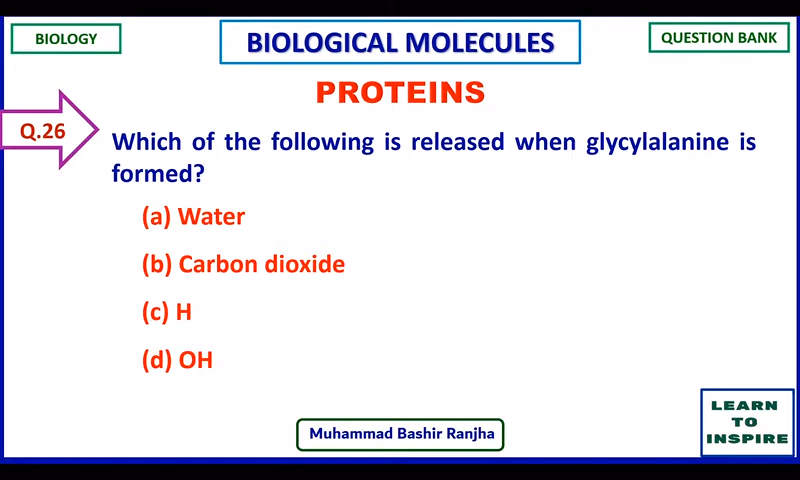 BIOLOGY
BIOLOGICAL MOLECULES
QUESTION BANK
PROTEINS
Q.26
Which of the following is released when glycylalanine is
formed?
(a) Water
(b) Carbon dioxide
(c) H
(d) OH
Muhammad Bashir Ranjha
LEARN
TO
INSPIRE